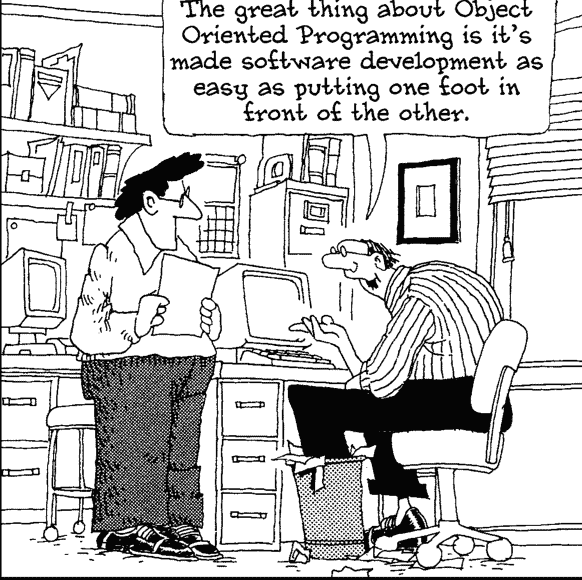 The great thing about Object
Oriented Programming is it's
made software development as
easy as putting one foot in
front of the other.